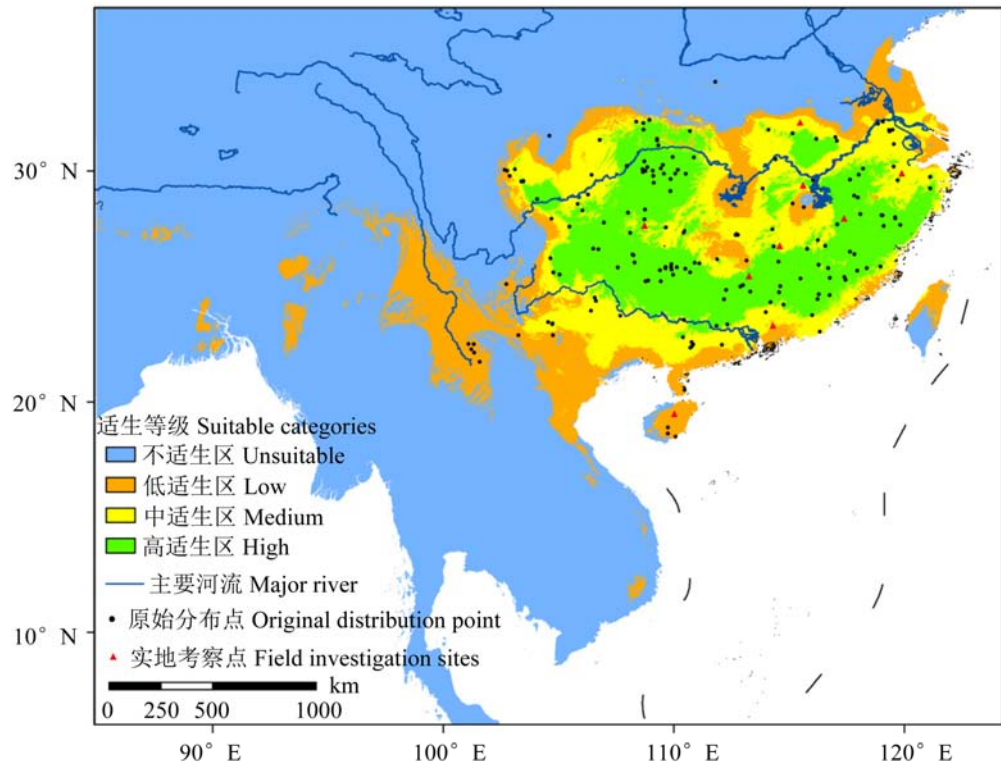 30° N
20° N
10° N
适生等级 Suitable categories
不适生区 Unsuitable
低适生区 Low
中适生区 Medium
高适生区 High
主要河流 Major river
原始分布点 Original distribution point
实地考察点 Field investigation sites
km
0 250 500 1000
90° E 100° E 110° E 120° E